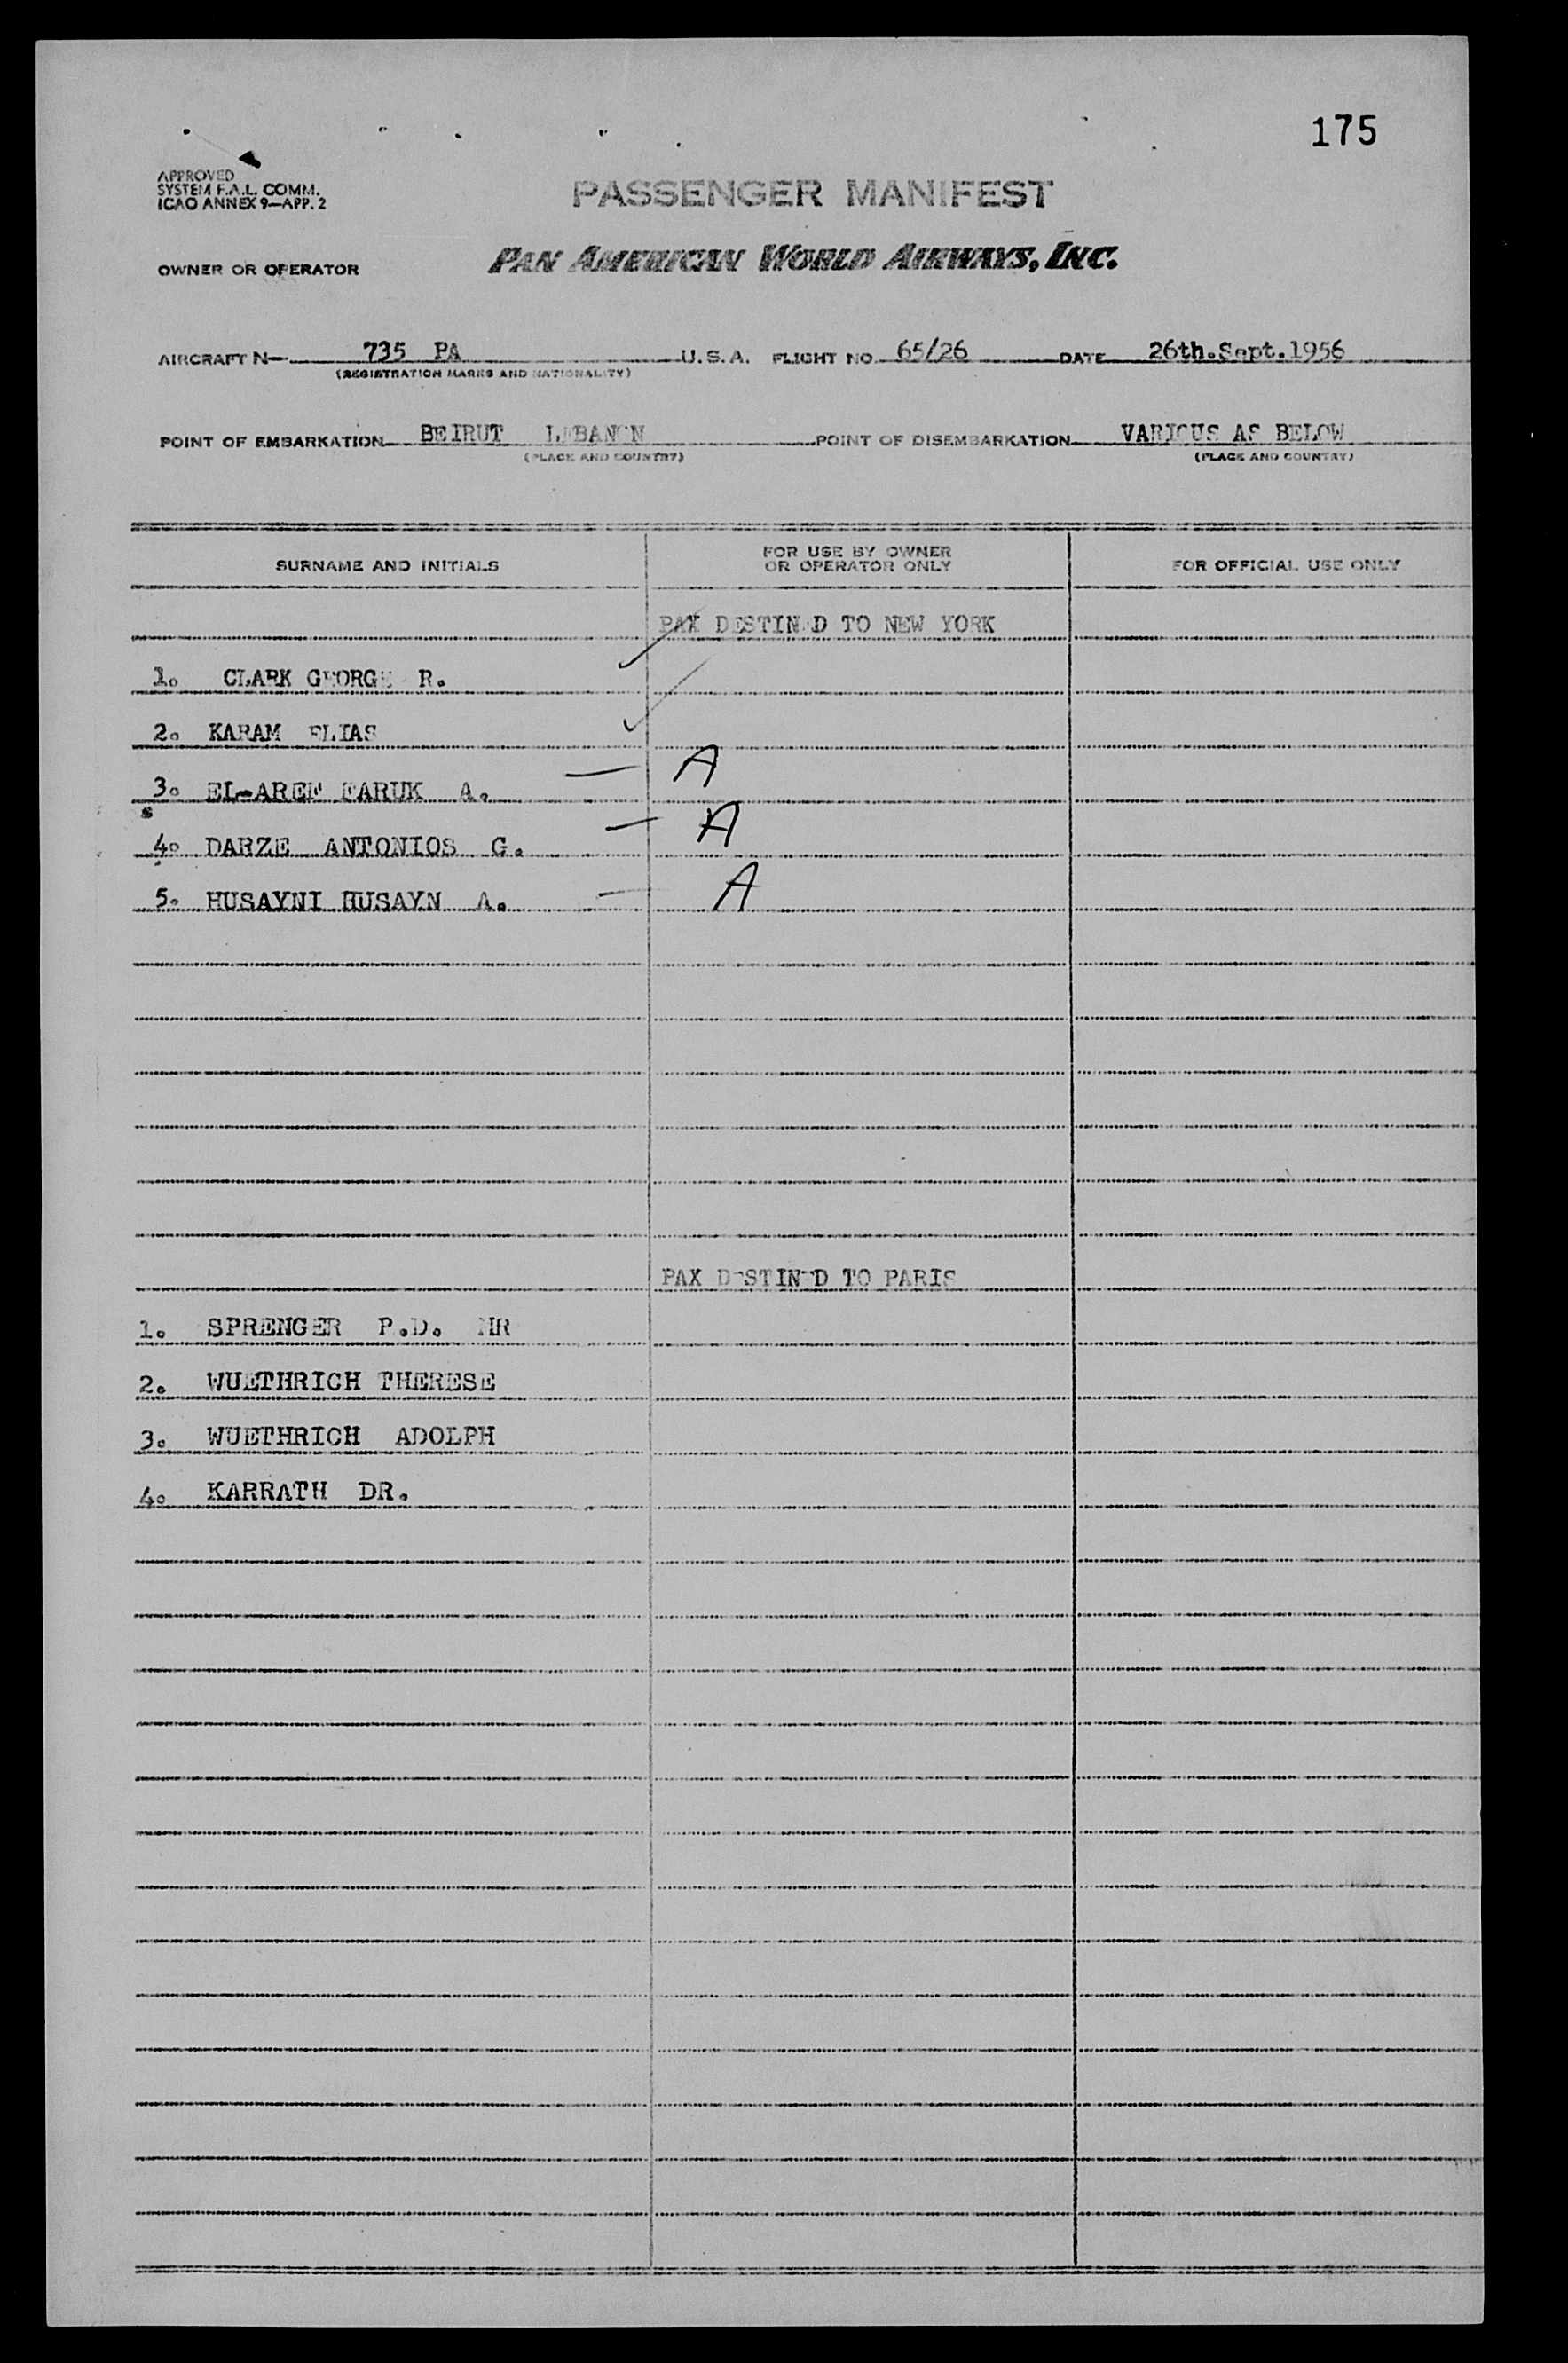 175
APPROVED
SYSTEM F.A.L. COMM.
ICAO ANNEX 9—APP. 2
PASSENGER MANIFEST
OWNER OR OPERATOR PAN AMERICAN WORLD AIRWAYS, INC.
AIRCRAFT N— 735 PA U.S.A. FLIGHT NO. 65/26 DATE 26th.Sept.1956
(REGISTRATION MARKS AND NATIONALITY)
POINT OF EMBARKATION BEIRUT LEBANON POINT OF DISEMBARKATION VARIOUS AS BELOW
(PLACE AND COUNTRY) (PLACE AND COUNTRY)
SURNAME AND INITIALS FOR USE BY OWNER OR OPERATOR ONLY FOR OFFICIAL USE ONLY
PAX DESTINED TO NEW YORK
1. CLARK GEORGE R.
2. KARAM ELIAS
3. EL-AREF FARUK A. — A
4. DARZE ANTONIOS G. — A
5. HUSAYNI HUSAYN A. — A
PAX DESTINED TO PARIS
1. SPRENGER P.D. MR
2. WUETHRICH THERESE
3. WUETHRICH ADOLPH
4. KARRATH DR.